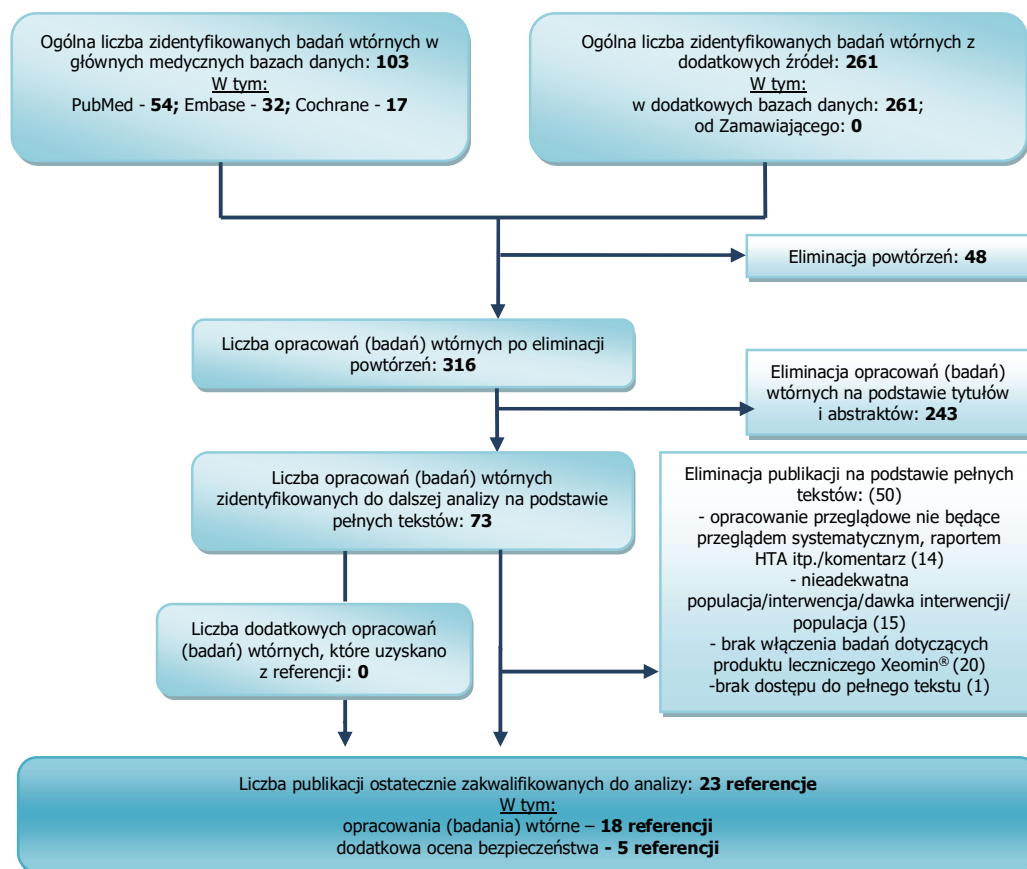 Ogólna liczba zidentyfikowanych badań wtórnych w
głównych medycznych bazach danych: 103
W tym:
PubMed - 54; Embase - 32; Cochrane - 17
Ogólna liczba zidentyfikowanych badań wtórnych z
dodatkowych źródeł: 261
W tym:
w dodatkowych bazach danych: 261;
od Zamawiającego: 0
Eliminacja powtórzeń: 48
Liczba opracowań (badań) wtórnych po eliminacji
powtórzeń: 316
Eliminacja opracowań (badań)
wtórnych na podstawie tytułów
i abstraktów: 243
Liczba opracowań (badań) wtórnych
zidentyfikowanych do dalszej analizy na podstawie
pełnych tekstów: 73
Eliminacja publikacji na podstawie pełnych
tekstów: (50)
- opracowanie przeglądowe nie będące
przeglądem systematycznym, raportem
HTA itp./komentarz (14)
- nieadekwatna
populacja/interwencja/dawka interwencji/
populacja (15)
- brak włączenia badań dotyczących
produktu leczniczego Xeomin® (20)
-brak dostępu do pełnego tekstu (1)
Liczba dodatkowych opracowań
(badań) wtórnych, które uzyskano
z referencji: 0
Liczba publikacji ostatecznie zakwalifikowanych do analizy: 23 referencje
W tym:
opracowania (badania) wtórne – 18 referencji
dodatkowa ocena bezpieczeństwa - 5 referencji